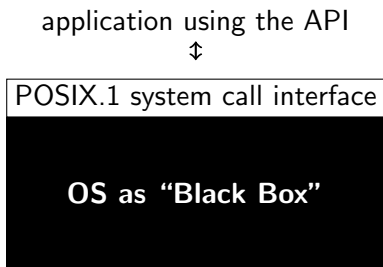 application using the API
↕
POSIX.1 system call interface
OS as “Black Box”